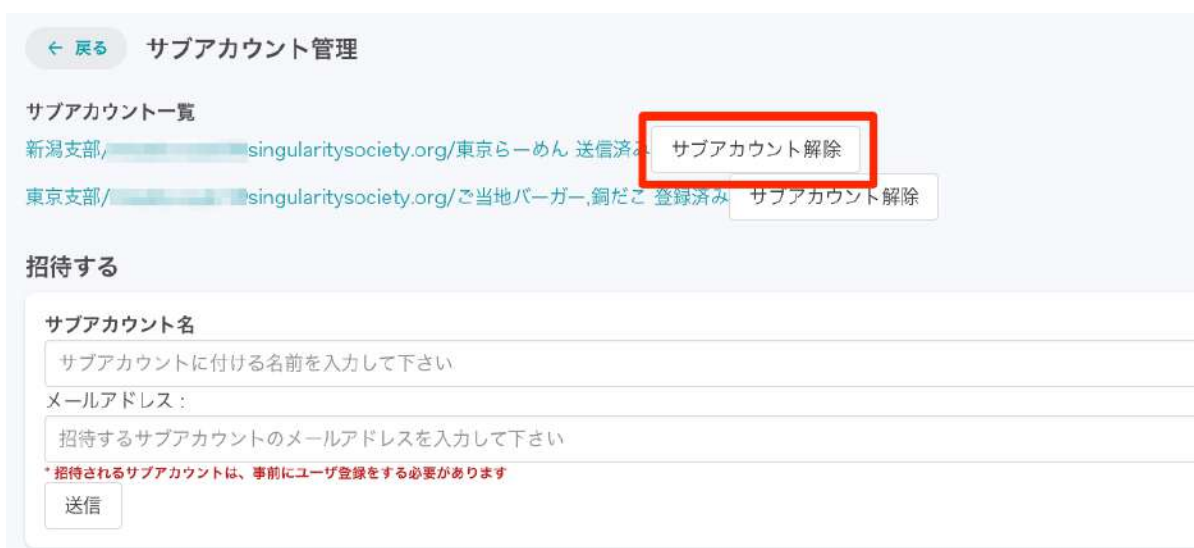 ← 戻る サブアカウント管理
サブアカウント一覧
新潟支部/singularitysociety.org/東京らーめん 送信済み サブアカウント解除
東京支部/singularitysociety.org/ご当地バーガー,銅だこ 登録済み サブアカウント解除
招待する
サブアカウント名
サブアカウントに付ける名前を入力して下さい
メールアドレス :
招待するサブアカウントのメールアドレスを入力して下さい
* 招待されるサブアカウントは、事前にユーザ登録をする必要があります
送信